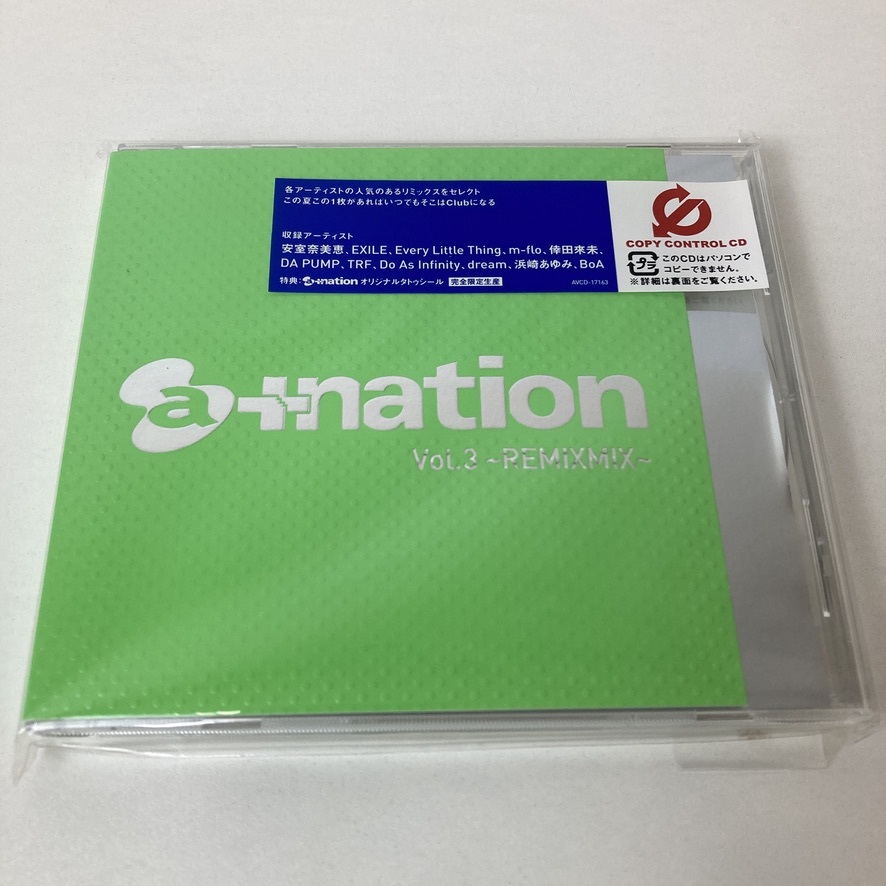 各アーティストの人気のあるリミックスをセレクト
この夏この1枚があればいつでもそこはClubになる
収録アーティスト
安室奈美恵、EXILE、Every Little Thing、m-flo、倖田來未、
DA PUMP、TRF、Do As Infinity、dream、浜崎あゆみ、BoA
特典：a-nation オリジナルタトゥシール 完全限定生産
AVCD-17163
COPY CONTROL CD
プラ
このCDはパソコンで
コピーできません。
※詳細は裏面をご覧ください。
a-nation
Vol.3 ~REMiXM!X~